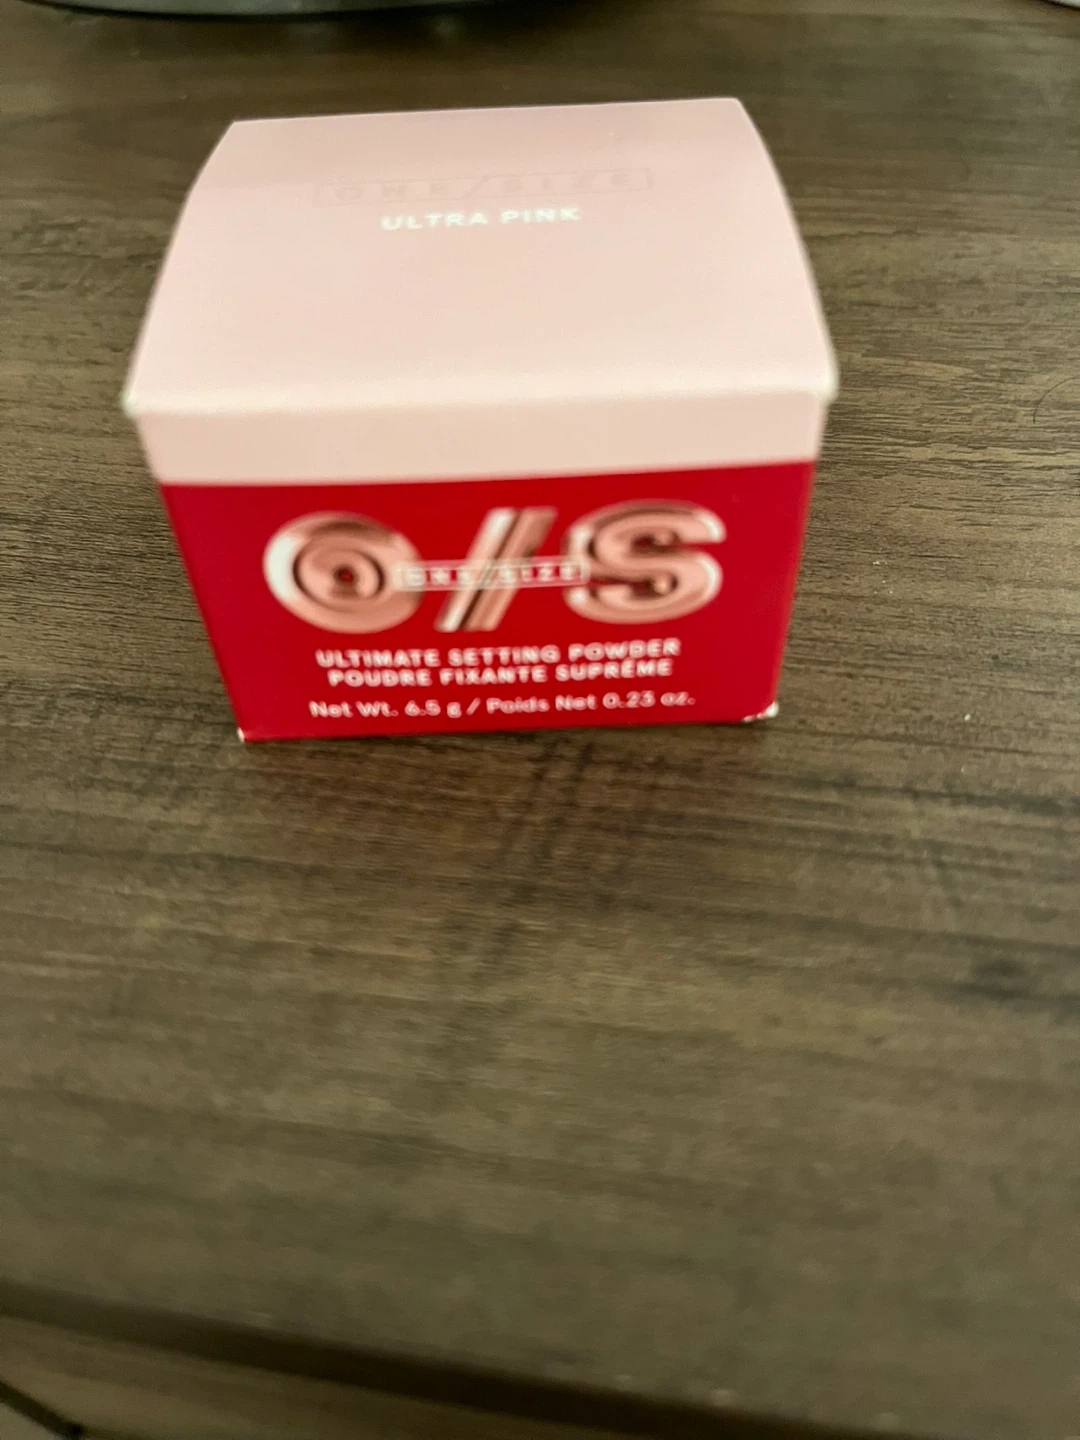 ONE/SIZE
ULTRA PINK
O/S
ONE/SIZE
ULTIMATE SETTING POWDER
POUDRE FIXANTE SUPRÊME
Net Wt. 6.5 g / Poids Net 0.23 oz.